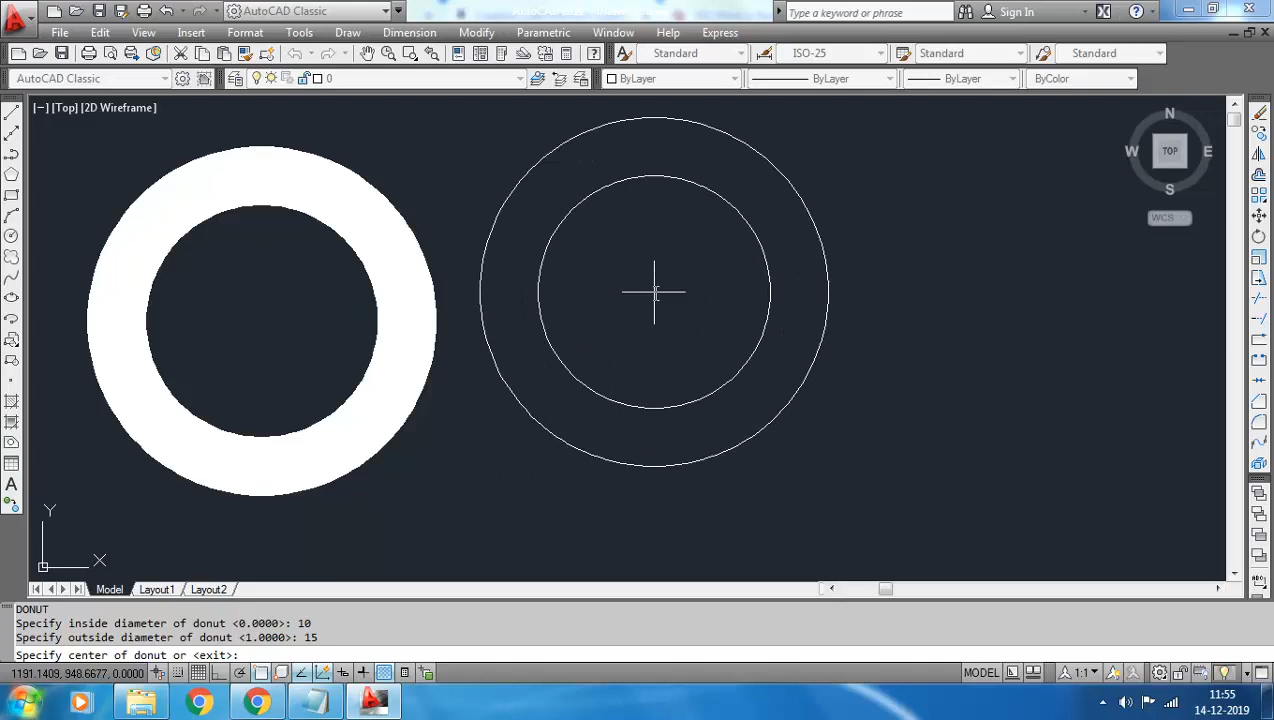 AutoCAD Classic
Type a keyword or phrase
Sign In
File Edit View Insert Format Tools Draw Dimension Modify Parametric Window Help Express
Standard ISO-25 Standard Standard
AutoCAD Classic 0 ByLayer ByLayer ByLayer ByColor
[−] [Top] [2D Wireframe]
N
W TOP E
S
WCS
A
Y
X
Model Layout1 Layout2
DONUT
Specify inside diameter of donut <0.0000>: 10
Specify outside diameter of donut <1.0000>: 15
Specify center of donut or <exit>:
1191.1409, 948.6677, 0.0000 MODEL 1:1
11:55
14-12-2019